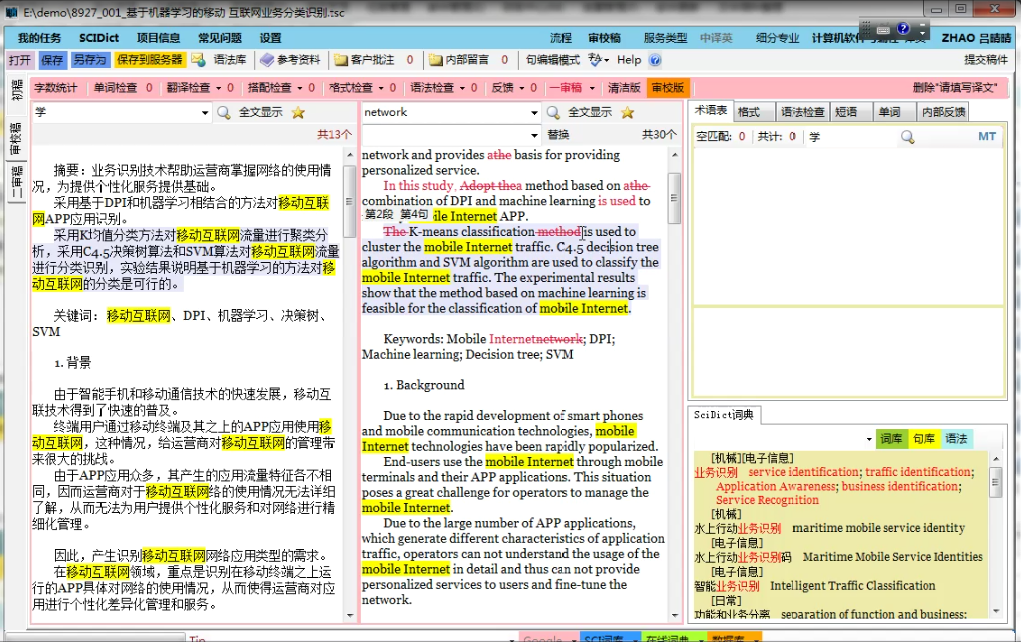 E:\demo\8927_001_基于机器学习的移动 互联网业务分类识别.tsc
我的任务 SCIDict 项目信息 常见问题 设置 流程 审校稿 服务类型 中译英 细分专业 ZHAO 吕晴晴
打开 保存 另存为 保存到服务器 语法库 参考资料 客户批注 0 内部留言 0 句编辑模式 Help 提交稿件
字数统计 单词检查 0 翻译检查 0 搭配检查 0 格式检查 0 语法检查 0 反馈 0 一审稿 清洁版 审校版 删除"请填写译文"
初稿
审校稿
二审稿
学 全文显示
共13个
摘要：业务识别技术帮助运营商掌握网络的使用情
况，为提供个性化服务提供基础。
采用基于DPI和机器学习相结合的方法对移动互联
网APP应用识别。
采用K均值分类方法对移动互联网流量进行聚类分
析，采用C4.5决策树算法和SVM算法对移动互联网流量
进行分类识别，实验结果说明基于机器学习的方法对移
动互联网的分类是可行的。
关键词：移动互联网、DPI、机器学习、决策树、
SVM
1. 背景
由于智能手机和移动通信技术的快速发展，移动互
联技术得到了快速的普及。
终端用户通过移动终端及其之上的APP应用使用移
动互联网，这种情况，给运营商对移动互联网的管理带
来很大的挑战。
由于APP应用众多，其产生的应用流量特征各不相
同，因而运营商对于移动互联网络的使用情况无法详细
了解，从而无法为用户提供个性化服务和对网络进行精
细化管理。
因此，产生识别移动互联网网络应用类型的需求。
在移动互联网领域，重点是识别在移动终端之上运
行的APP具体对网络的使用情况，从而使得运营商对应
用进行个性化差异化管理和服务。
network 全文显示
替换 共30个
network and provides athe basis for providing
personalized service.
In this study, Adopt thea method based on athe
combination of DPI and machine learning is used to
第2段 第4句 ile Internet APP.
The K-means classification method is used to
cluster the mobile Internet traffic. C4.5 decision tree
algorithm and SVM algorithm are used to classify the
mobile Internet traffic. The experimental results
show that the method based on machine learning is
feasible for the classification of mobile Internet.
Keywords: Mobile Internetnetwork; DPI;
Machine learning; Decision tree; SVM
1. Background
Due to the rapid development of smart phones
and mobile communication technologies, mobile
Internet technologies have been rapidly popularized.
End-users use the mobile Internet through mobile
terminals and their APP applications. This situation
poses a great challenge for operators to manage the
mobile Internet.
Due to the large number of APP applications,
which generate different characteristics of application
traffic, operators can not understand the usage of the
mobile Internet in detail and thus can not provide
personalized services to users and fine-tune the
network.
术语表 格式 语法检查 短语 单词 内部反馈
空匹配: 0 共计: 0 学 MT
SciDict词典
词库 句库 语法
[机械][电子信息]
业务识别 service identification; traffic identification;
Application Awareness; business identification;
Service Recognition
[机械]
水上行动业务识别 maritime mobile service identity
[电子信息]
水上行动业务识别码 Maritime Mobile Service Identities
[电子信息]
智能业务识别 Intelligent Traffic Classification
[日常]
功能和业务分离 separation of function and business;
Tip Google SCI词库 在线词典 数据库